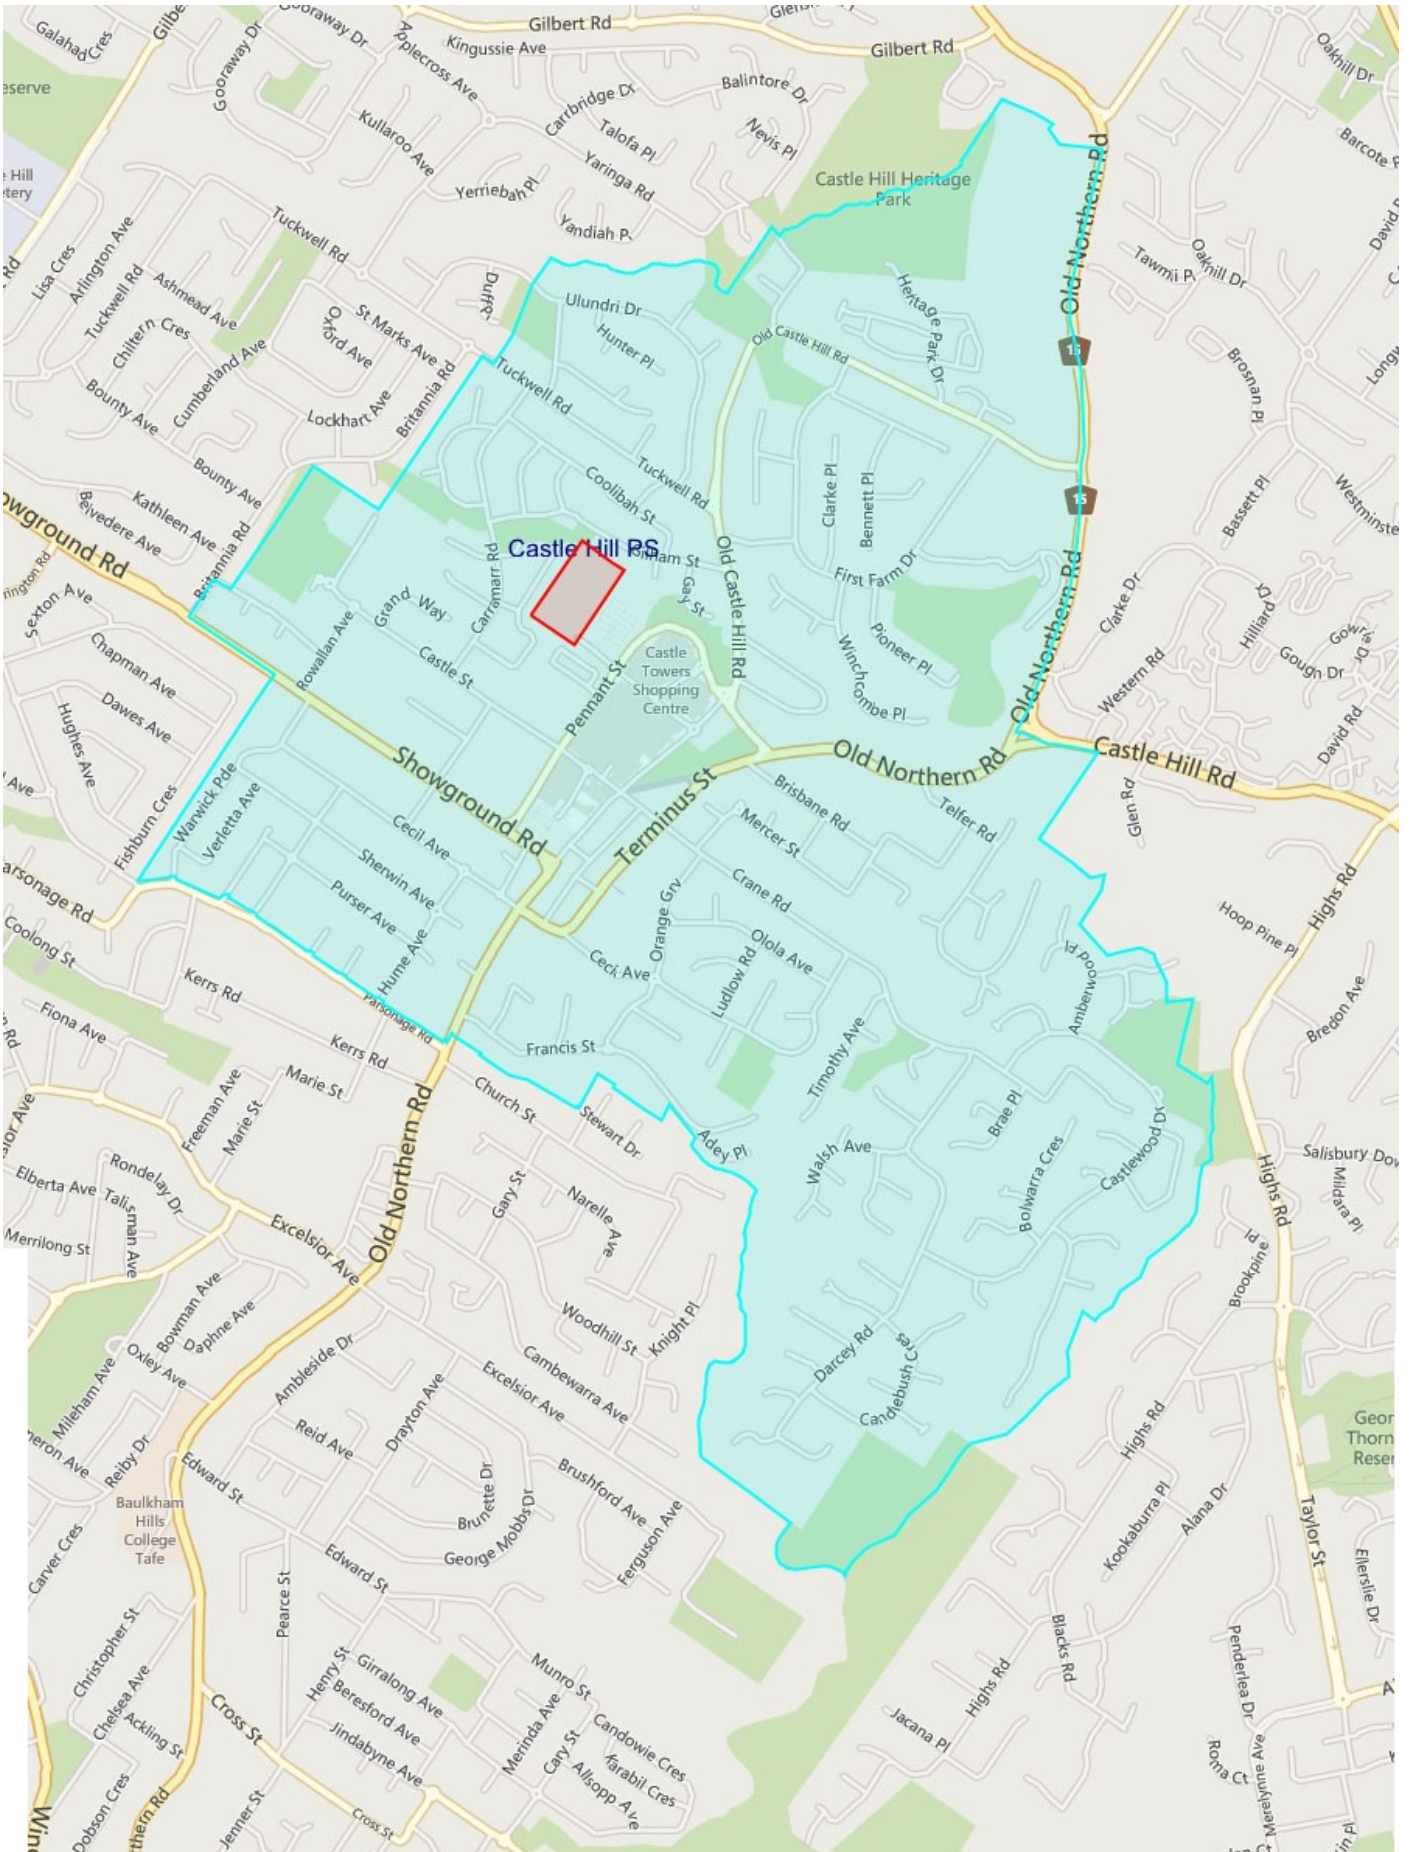 Gooraway Dr
Gilbert Rd
Galahad Cres
Gooraway Dr
Applecross Ave
Kingussie Ave
Gilbert Rd
Oakhill Dr
Carrbridge Dr
Balintore Dr
Kullaroo Ave
Talofa Pl
Nevis Pl
Barcote
Yaringa Rd
Yerriebah Pl
Castle Hill Heritage
Park
Old Northern Rd
Tuckwell Rd
Yandiah P
Arlington Ave
Lisa Cres
Tuckwell Rd
Ashmead Ave
Chiltern Cres
Oxford Ave
St Marks Ave
Ulundri Dr
Hunter Pl
Heritage Park Dr
Old Castle Hill Rd
Tawmii P
Oakhill Dr
15
Brosnan Pl
Cumberland Ave
Bounty Ave
Lockhart Ave
Britannia Rd
Tuckwell Rd
Tuckwell Rd
Coolibah St
Clarke Pl
Bennett Pl
15
Bassett Pl
Bounty Ave
Kathleen Ave
Belvedere Ave
Showground Rd
Britannia Rd
Castle Hill PS
Gilham St
Gay St
Old Castle Hill Rd
First Farm Dr
Old Northern Rd
Clarke Dr
Hilliard Dr
Gowrie Dr
Gough Dr
Sexton Ave
Chapman Ave
Dawes Ave
Hughes Ave
Rowallan Ave
Grand Way
Carramarr Rd
Castle St
Pennant St
Castle
Towers
Shopping
Centre
Pioneer Pl
Winchcombe Pl
Western Rd
David Rd
Old Northern Rd
Castle Hill Rd
Glen Rd
Showground Rd
Terminus St
Brisbane Rd
Telfer Rd
Mercer St
Warwick Pde
Verletta Ave
Fishburn Cres
Cecil Ave
Sherwin Ave
Purser Ave
Hume Ave
Crane Rd
Orange Grv
Olola Ave
Ludlow Rd
Hoop Pine Pl
Highs Rd
Parsonage Rd
Coolong St
Kerrs Rd
Parsonage Rd
Amberwood Pl
Bredon Ave
Fiona Ave
Kerrs Rd
Marie St
Francis St
Timothy Ave
Freeman Ave
Marie St
Church St
Stewart Dr
Adey Pl
Brae Pl
Walsh Ave
Bolwarra Cres
Castlewood Dr
Salisbury Dow
Mildara Pl
Highs Rd
Rondelay Dr
Elberta Ave
Talisman Ave
Merrilong St
Excelsior Ave
Old Northern Rd
Gary St
Narelle Ave
Brookpine Pl
Bowman Ave
Daphne Ave
Woodhill St
Knight Pl
Darcey Rd
Candlebush Cres
Oxley Ave
Mileham Ave
Ambleside Dr
Cambewarra Ave
Excelsior Ave
Drayton Ave
Reid Ave
Reiby Dr
Edward St
Brushford Ave
Highs Rd
Kookaburra Pl
Alana Dr
Baulkham
Hills
College
Tafe
Brunette Dr
George Mobbs Dr
Ferguson Ave
Taylor St
Carver Cres
Edward St
Pearce St
Ellerslie Dr
Christopher St
Chelsea Ave
Henry St
Girralong Ave
Beresford Ave
Munro St
Blacks Rd
Highs Rd
Penderlea Dr
Jacana Pl
Ackling St
Cross St
Jindabyne Ave
Merinda Ave
Cary St
Candowie Cres
Karabil Cres
Allsopp Ave
Roma Ct
Merelynne Ave
Dobson Cres
Jenner St
Cross St